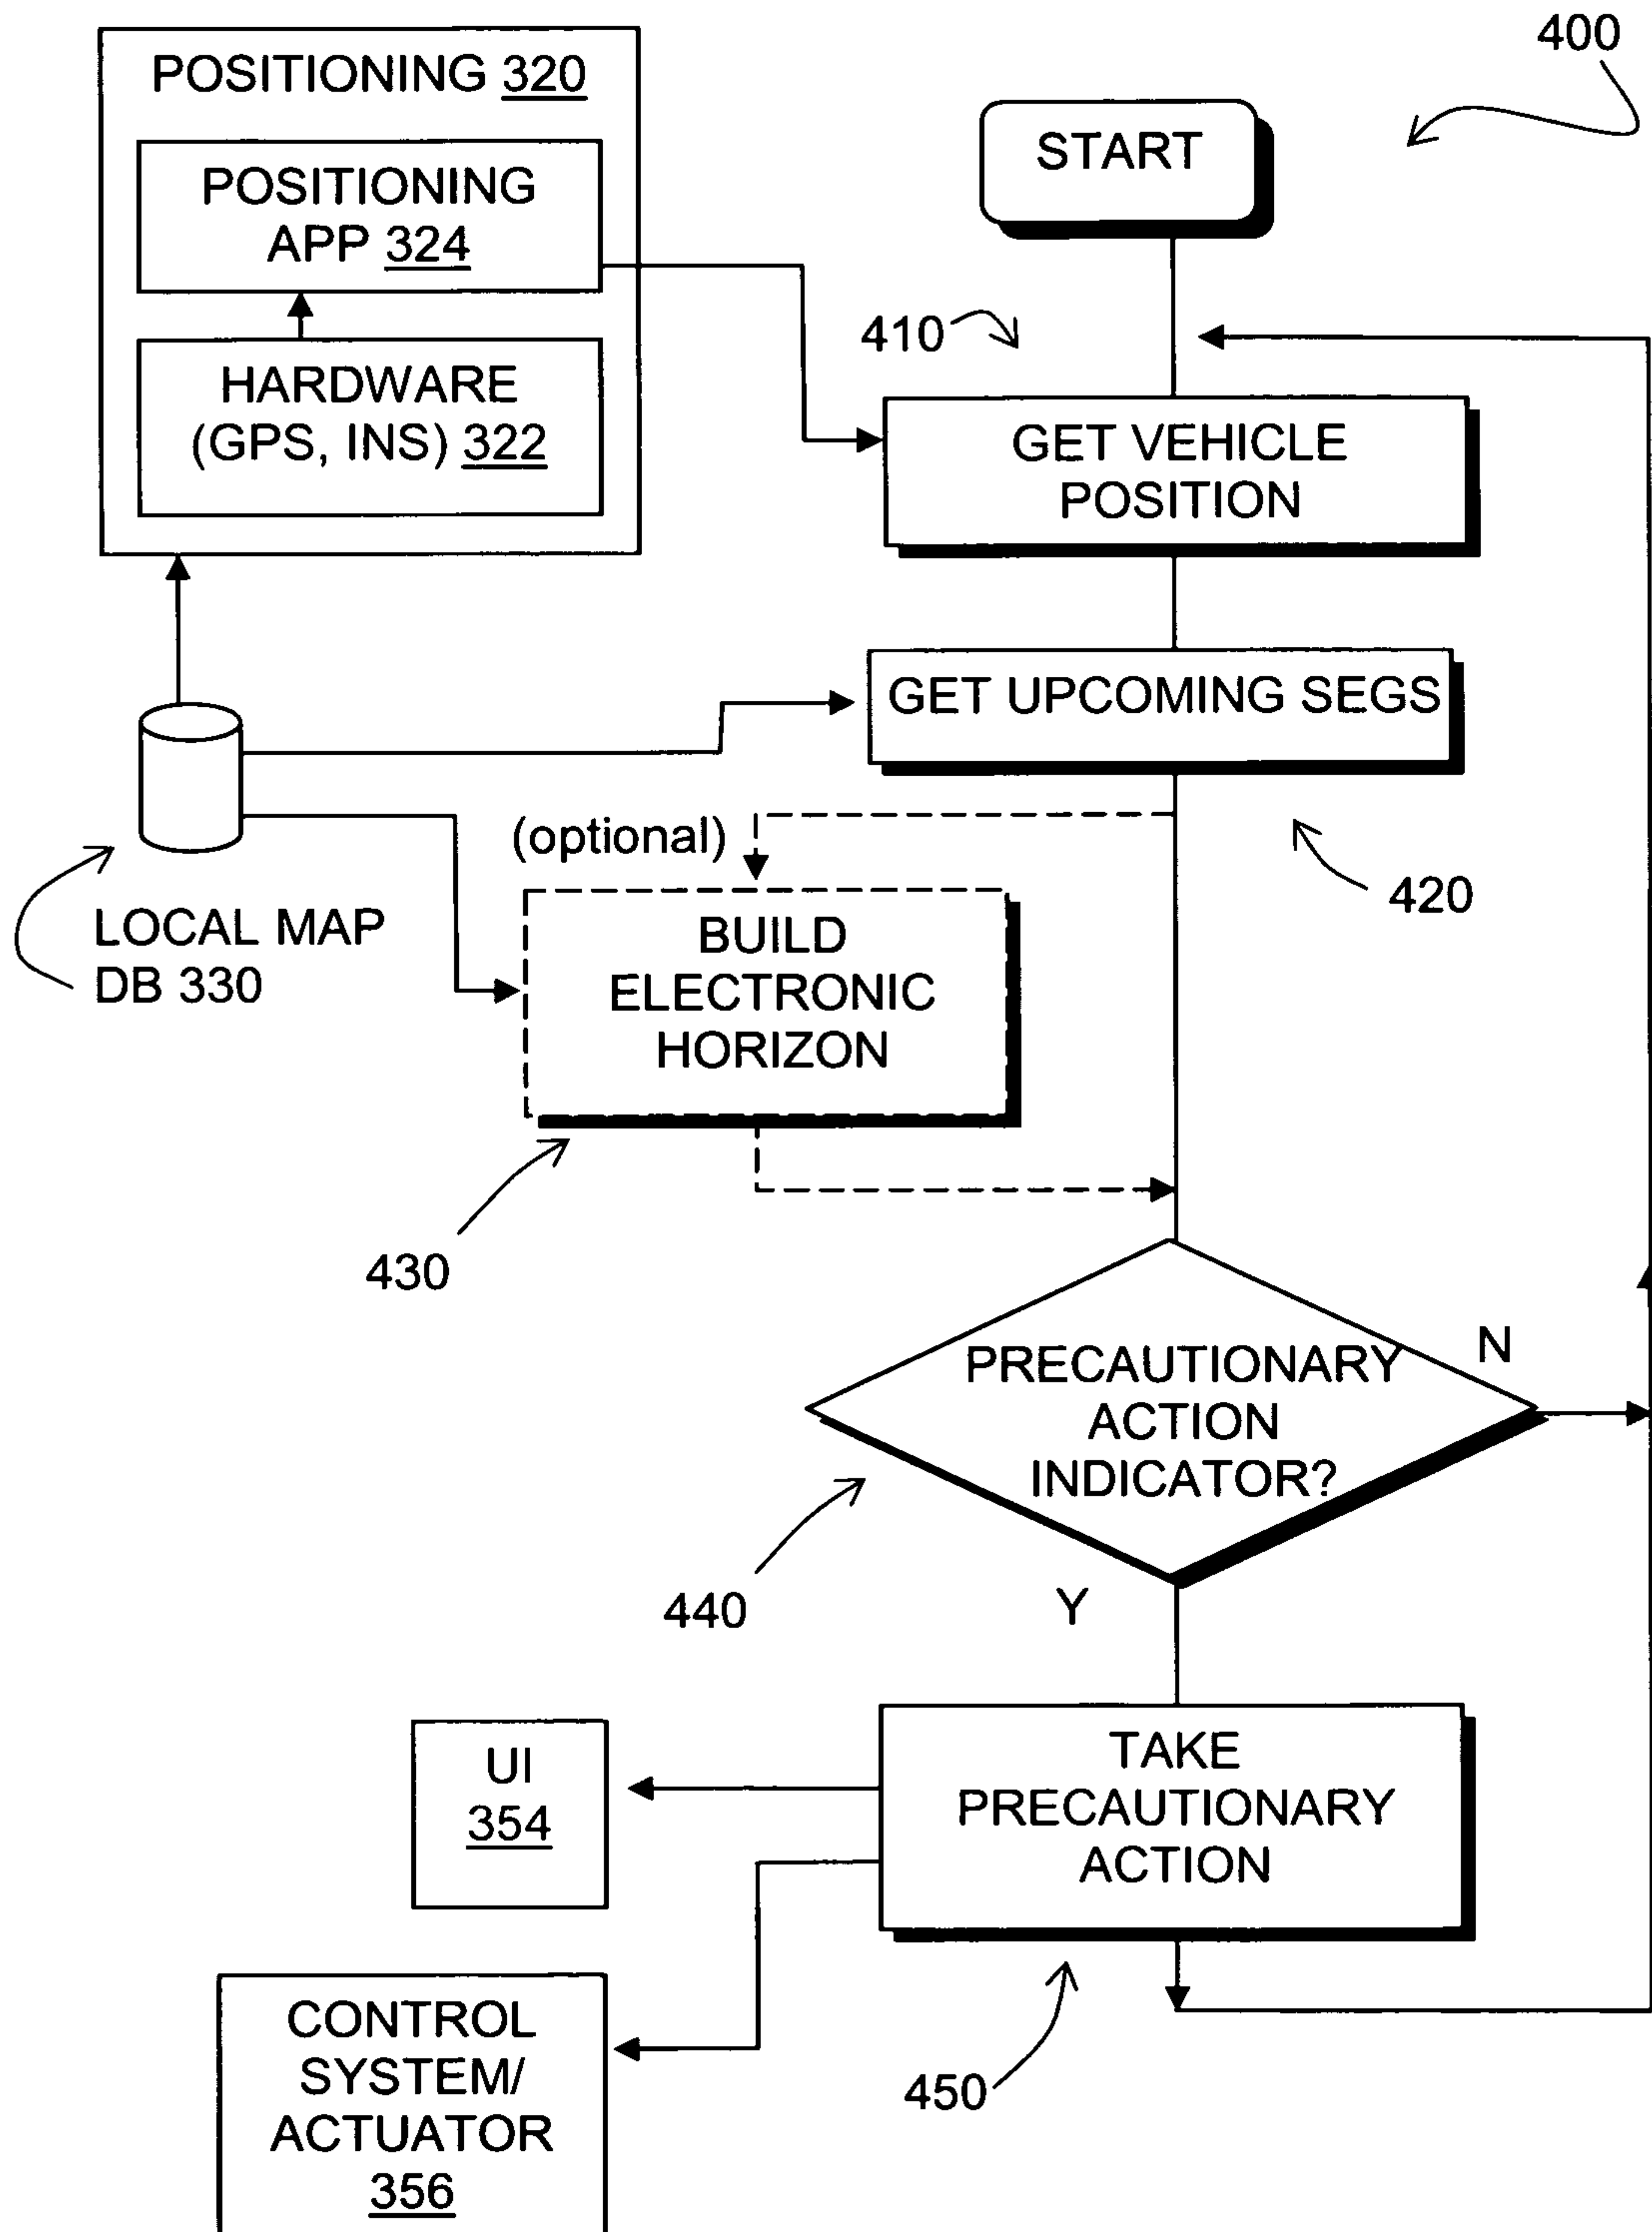 400
POSITIONING 320
START
POSITIONING
APP 324
410
HARDWARE
(GPS, INS) 322
GET VEHICLE
POSITION
GET UPCOMING SEGS
(optional)
420
LOCAL MAP
DB 330
BUILD
ELECTRONIC
HORIZON
430
N
PRECAUTIONARY
ACTION
INDICATOR?
440
Y
UI
354
TAKE
PRECAUTIONARY
ACTION
CONTROL
SYSTEM/
ACTUATOR
356
450